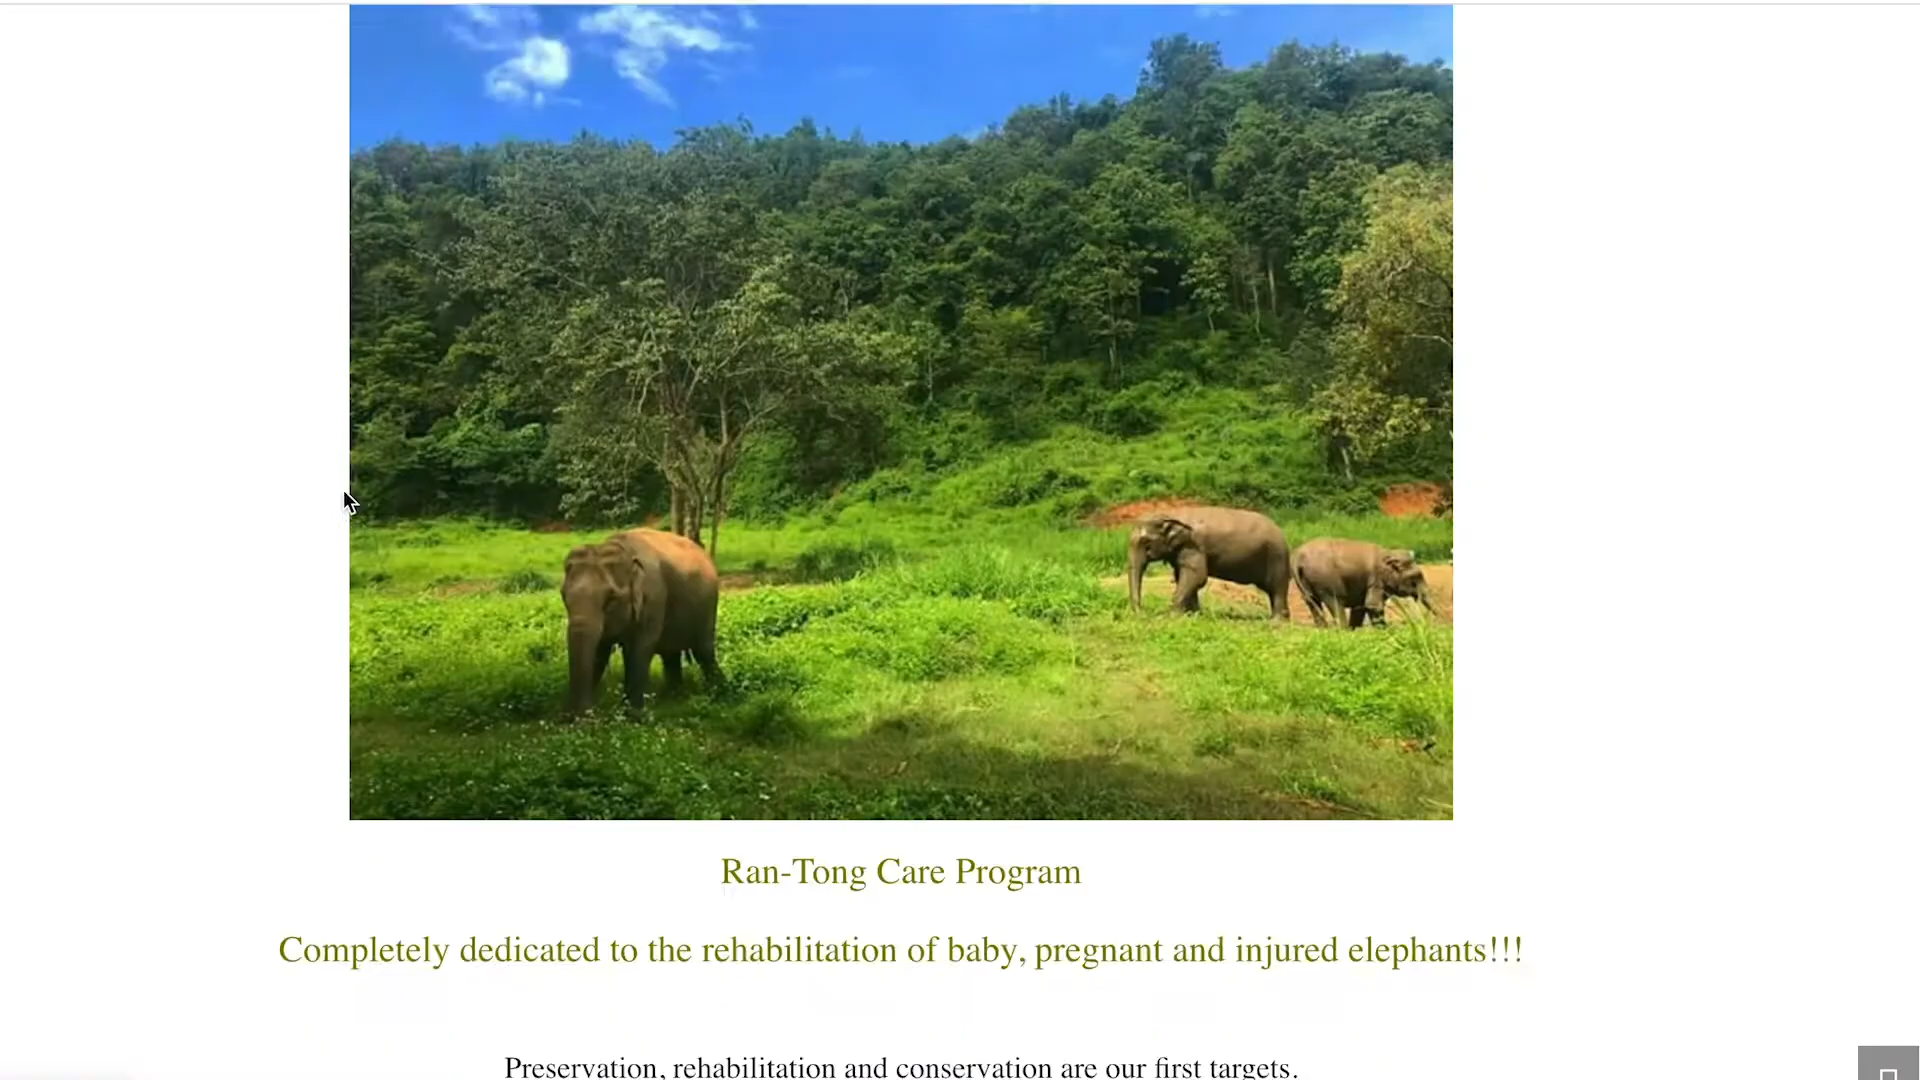 Ran-Tong Care Program
Completely dedicated to the rehabilitation of baby, pregnant and injured elephants!!!
Preservation, rehabilitation and conservation are our first targets.